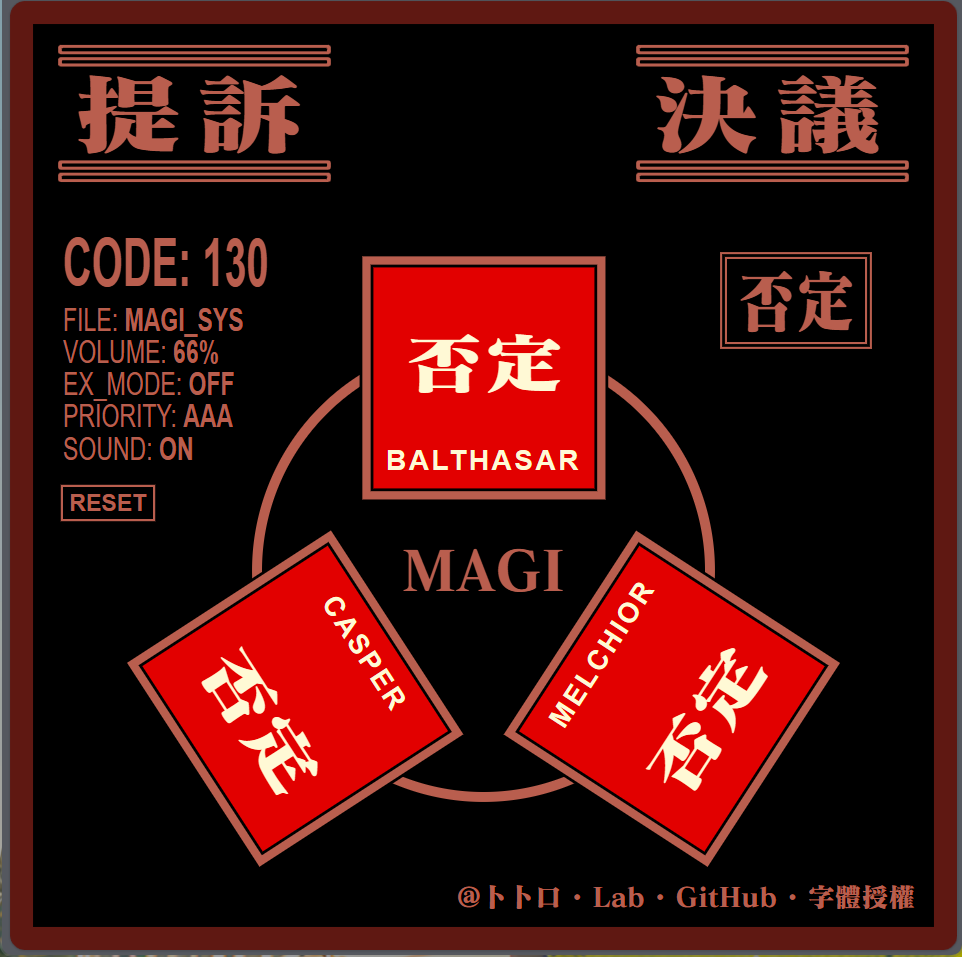 提訴
決議
CODE: 130
FILE: MAGI_SYS
VOLUME: 66%
EX_MODE: OFF
PRIORITY: AAA
SOUND: ON
RESET
否定
否定
BALTHASAR
MAGI
CASPER
否定
MELCHIOR
否定
@トトロ · Lab · GitHub · 字體授權